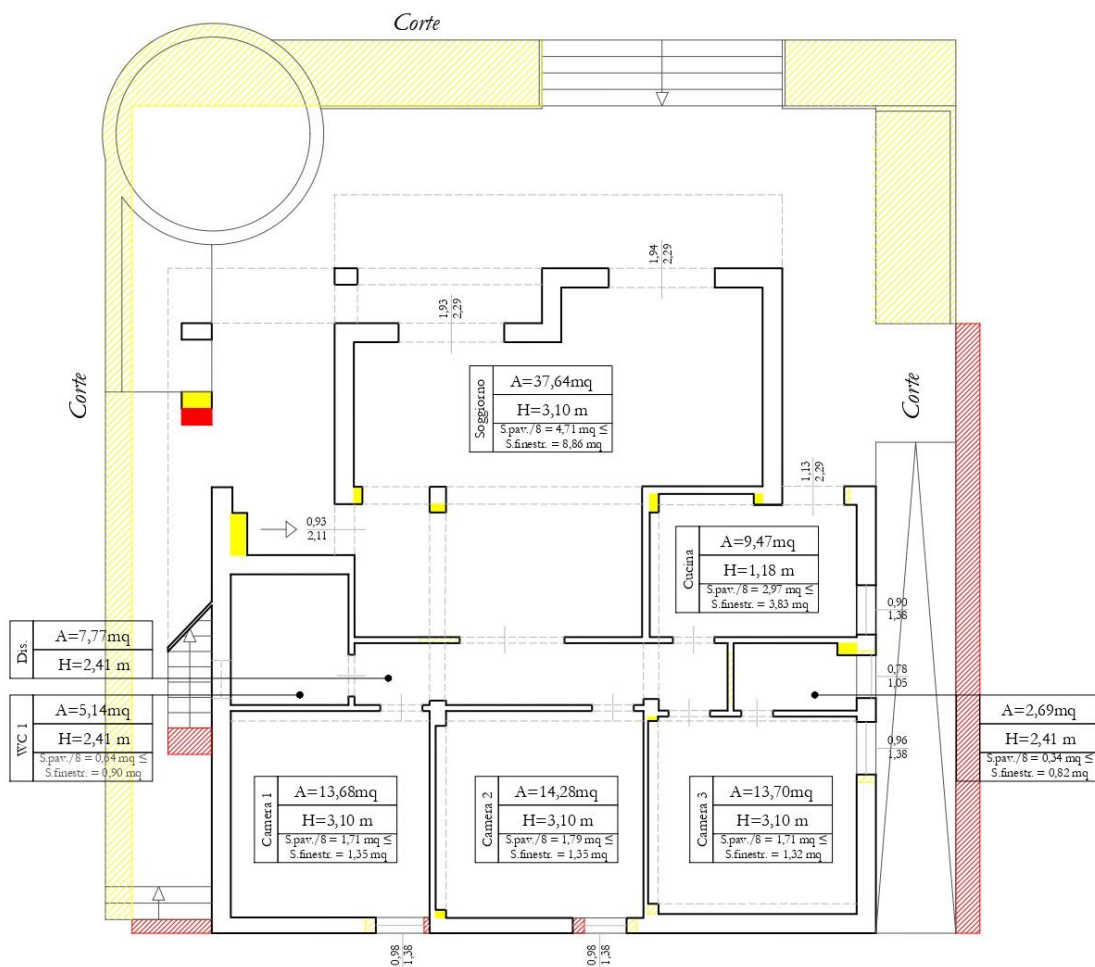 Corte
1,94
2,29
1,93
2,29
Soggiorno
A=37,64mq
H=3,10 m
S.pav./8 = 4,71 mq ≤
S.finestr. = 8,86 mq
Corte
Corte
1,13
2,29
0,93
2,11
Cucina
A=9,47mq
H=1,18 m
S.pav./8 = 2,97 mq ≤
S.finestr. = 3,83 mq
0,90
1,38
Dis.
A=7,77mq
H=2,41 m
0,78
1,05
WC 1
A=5,14mq
H=2,41 m
S.pav./8 = 0,64 mq ≤
S.finestr. = 0,90 mq
A=2,69mq
H=2,41 m
S.pav./8 = 0,34 mq ≤
S.finestr. = 0,82 mq
0,96
1,38
Camera 1
A=13,68mq
H=3,10 m
S.pav./8 = 1,71 mq ≤
S.finestr. = 1,35 mq
Camera 2
A=14,28mq
H=3,10 m
S.pav./8 = 1,79 mq ≤
S.finestr. = 1,35 mq
Camera 3
A=13,70mq
H=3,10 m
S.pav./8 = 1,71 mq ≤
S.finestr. = 1,32 mq
0,98
1,38
0,98
1,38